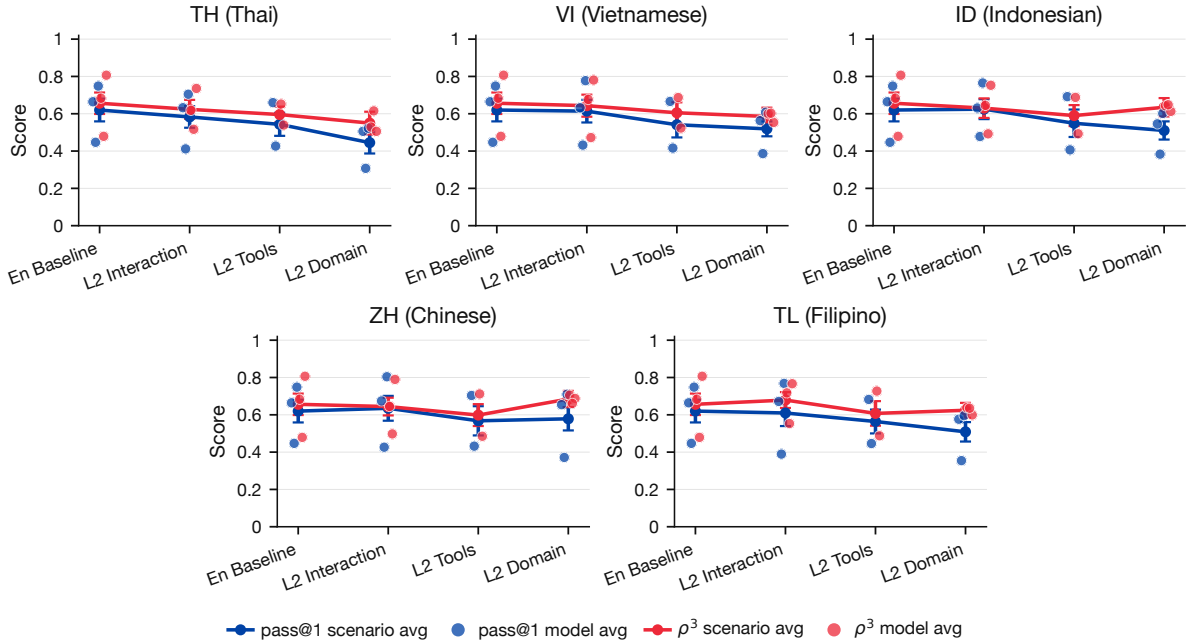 TH (Thai)
1
0.8
0.6
0.4
0.2
0
Score
En Baseline
L2 Interaction
L2 Tools
L2 Domain
VI (Vietnamese)
1
0.8
0.6
0.4
0.2
0
Score
En Baseline
L2 Interaction
L2 Tools
L2 Domain
ID (Indonesian)
1
0.8
0.6
0.4
0.2
0
Score
En Baseline
L2 Interaction
L2 Tools
L2 Domain
ZH (Chinese)
1
0.8
0.6
0.4
0.2
0
Score
En Baseline
L2 Interaction
L2 Tools
L2 Domain
TL (Filipino)
1
0.8
0.6
0.4
0.2
0
Score
En Baseline
L2 Interaction
L2 Tools
L2 Domain
pass@1 scenario avg pass@1 model avg ρ³ scenario avg ρ³ model avg